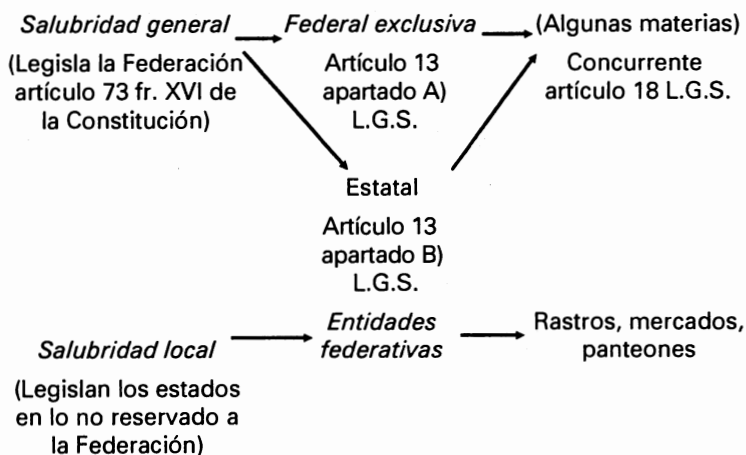 Salubridad general
(Legisla la Federación
artículo 73 fr. XVI de
la Constitución)
Federal exclusiva
Artículo 13
apartado A)
L.G.S.
(Algunas materias)
Concurrente
artículo 18 L.G.S.
Estatal
Artículo 13
apartado B)
L.G.S.
Salubridad local
(Legislan los estados
en lo no reservado a
la Federación)
Entidades
federativas
Rastros, mercados,
panteones